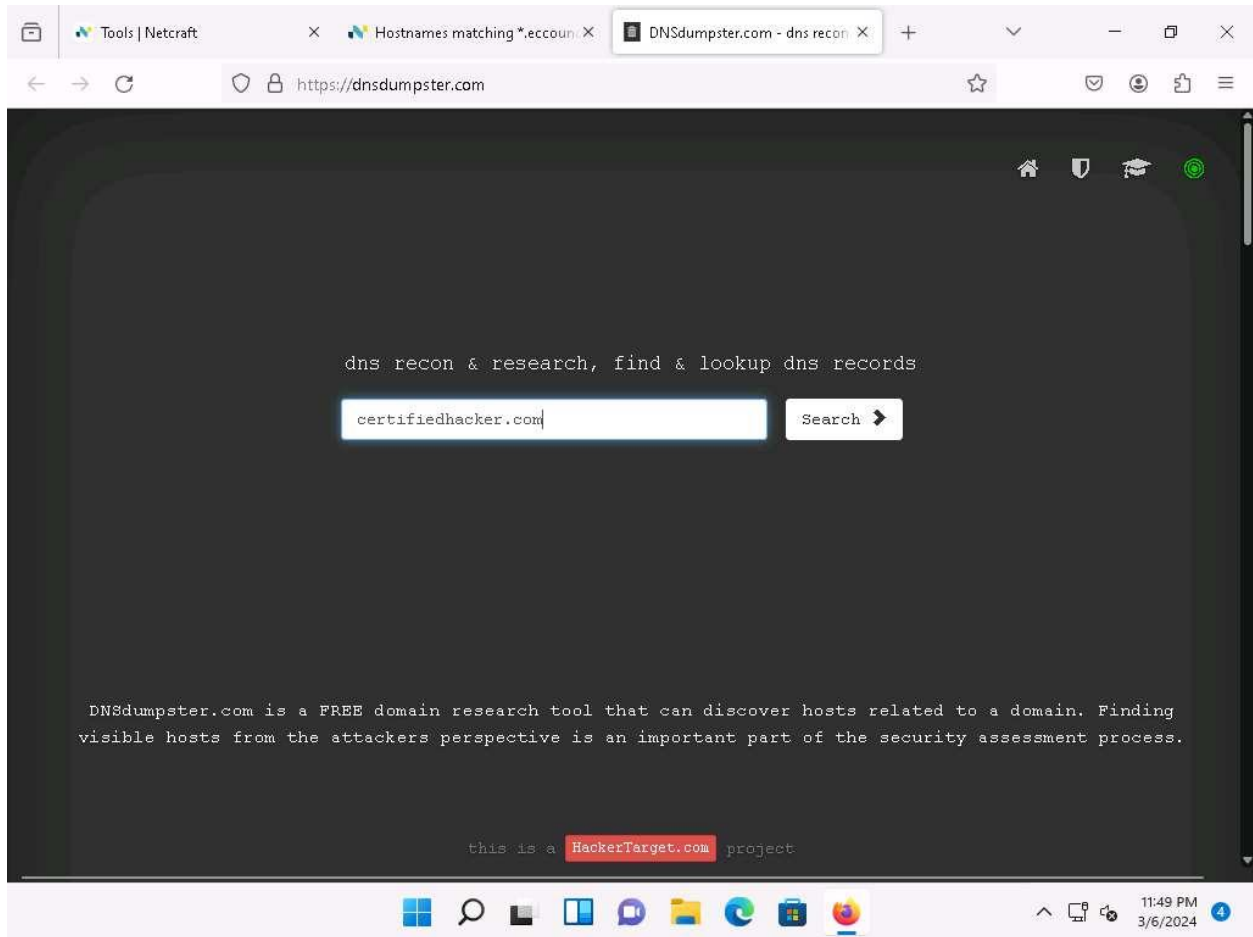 Tools | Netcraft
Hostnames matching *.eccoun
DNSdumpster.com - dns recon
https://dnsdumpster.com
dns recon & research, find & lookup dns records
certifiedhacker.com
Search
DNSdumpster.com is a FREE domain research tool that can discover hosts related to a domain. Finding
visible hosts from the attackers perspective is an important part of the security assessment process.
this is a HackerTarget.com project
11:49 PM
3/6/2024
4